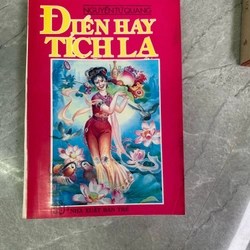 NGUYỄN TỬ QUANG
ĐIỂN HAY
TÍCH LẠ